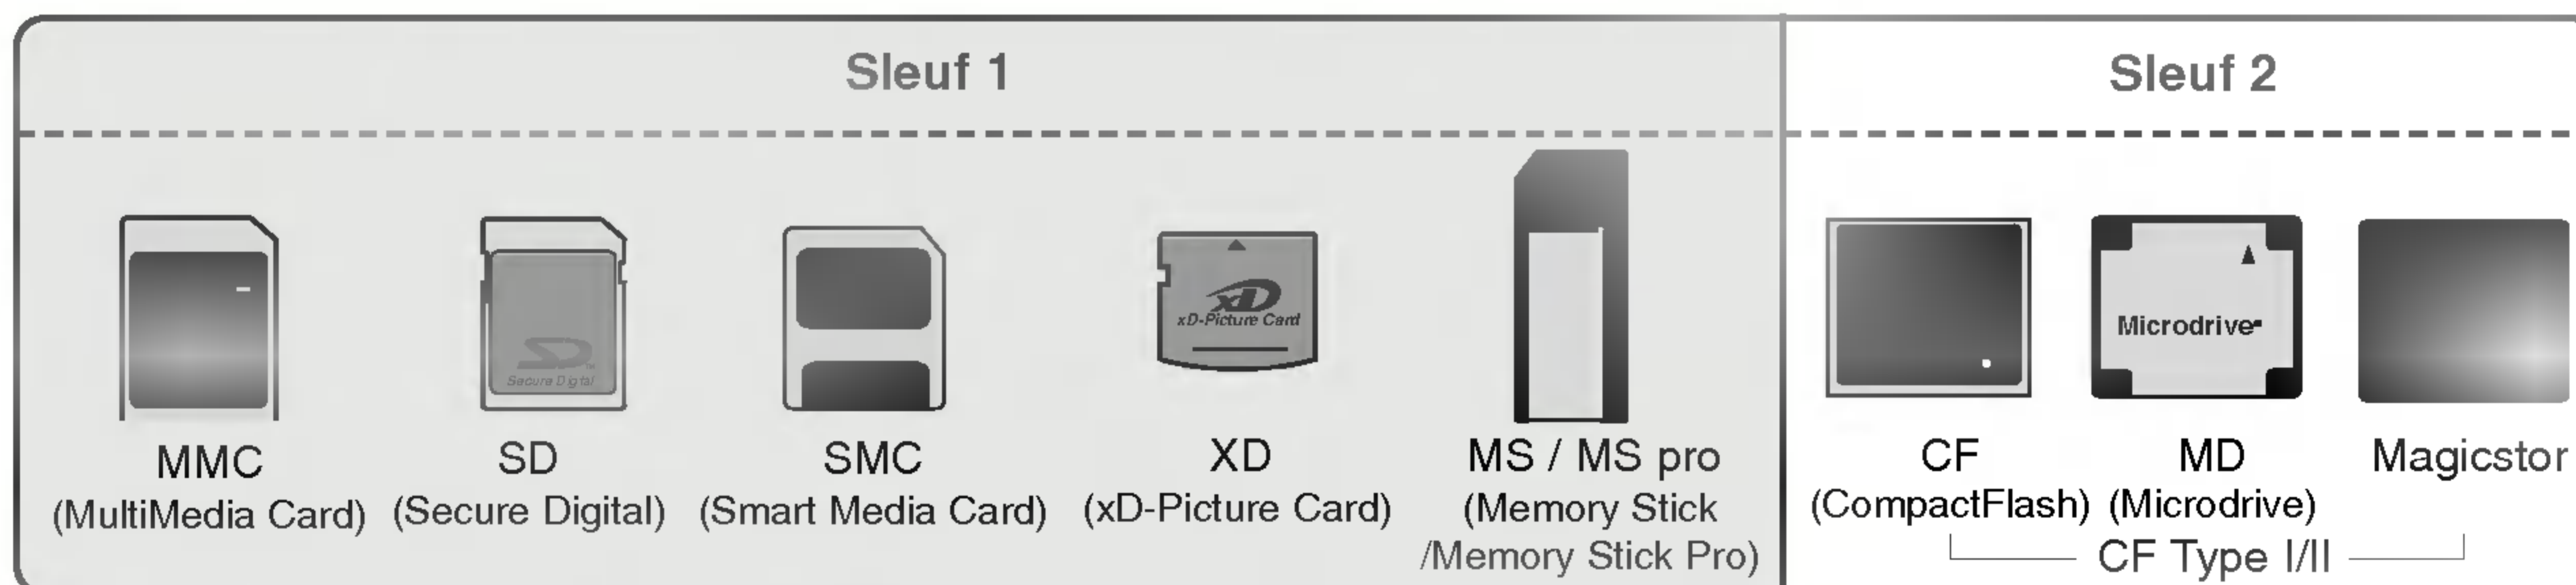 Sleuf 1
Sleuf 2
SD
Secure Digital
xD
xD-Picture Card
Microdrive
MMC
(MultiMedia Card)
SD
(Secure Digital)
SMC
(Smart Media Card)
XD
(xD-Picture Card)
MS / MS pro
(Memory Stick
/Memory Stick Pro)
CF
(CompactFlash)
MD
(Microdrive)
Magicstor
CF Type I/II